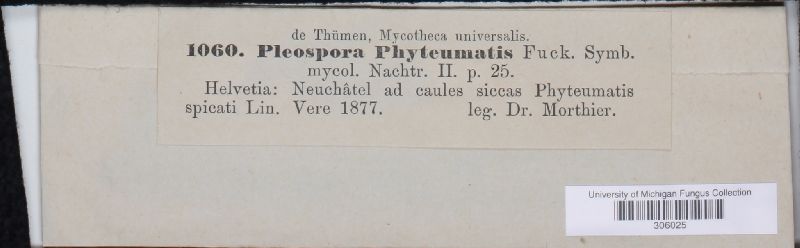 de Thümen, Mycotheca universalis.
1060. Pleospora Phyteumatis Fuck. Symb.
mycol. Nachtr. II. p. 25.
Helvetia: Neuchâtel ad caules siccas Phyteumatis
spicati Lin. Vere 1877. leg. Dr. Morthier.
University of Michigan Fungus Collection
306025